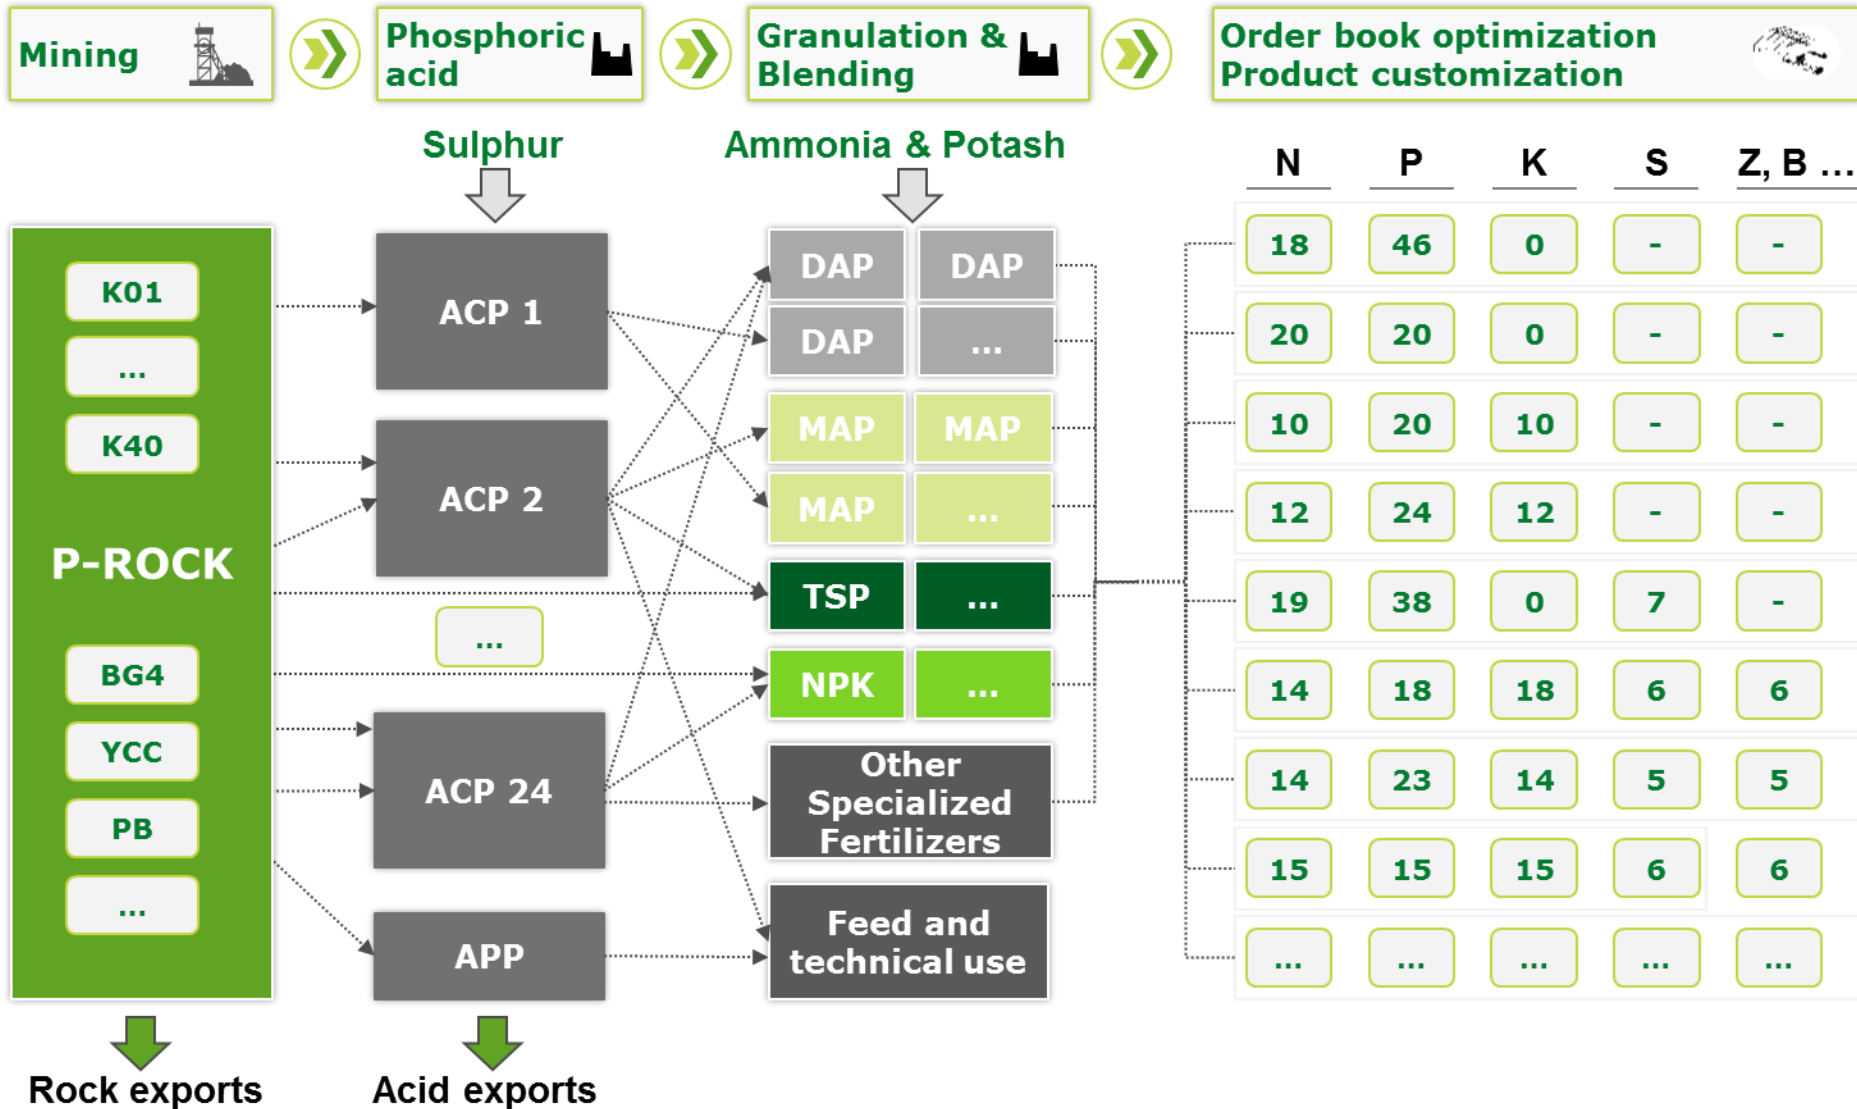 Mining
Phosphoric
acid
Granulation &
Blending
Order book optimization
Product customization
Sulphur
Ammonia & Potash
N P K S Z, B ...
P-ROCK
K01
...
K40
BG4
YCC
PB
...
ACP 1
ACP 2
...
ACP 24
APP
DAP DAP
DAP ...
MAP MAP
MAP ...
TSP ...
NPK ...
Other
Specialized
Fertilizers
Feed and
technical use
18 46 0 - -
20 20 0 - -
10 20 10 - -
12 24 12 - -
19 38 0 7 -
14 18 18 6 6
14 23 14 5 5
15 15 15 6 6
... ... ... ... ...
Rock exports
Acid exports